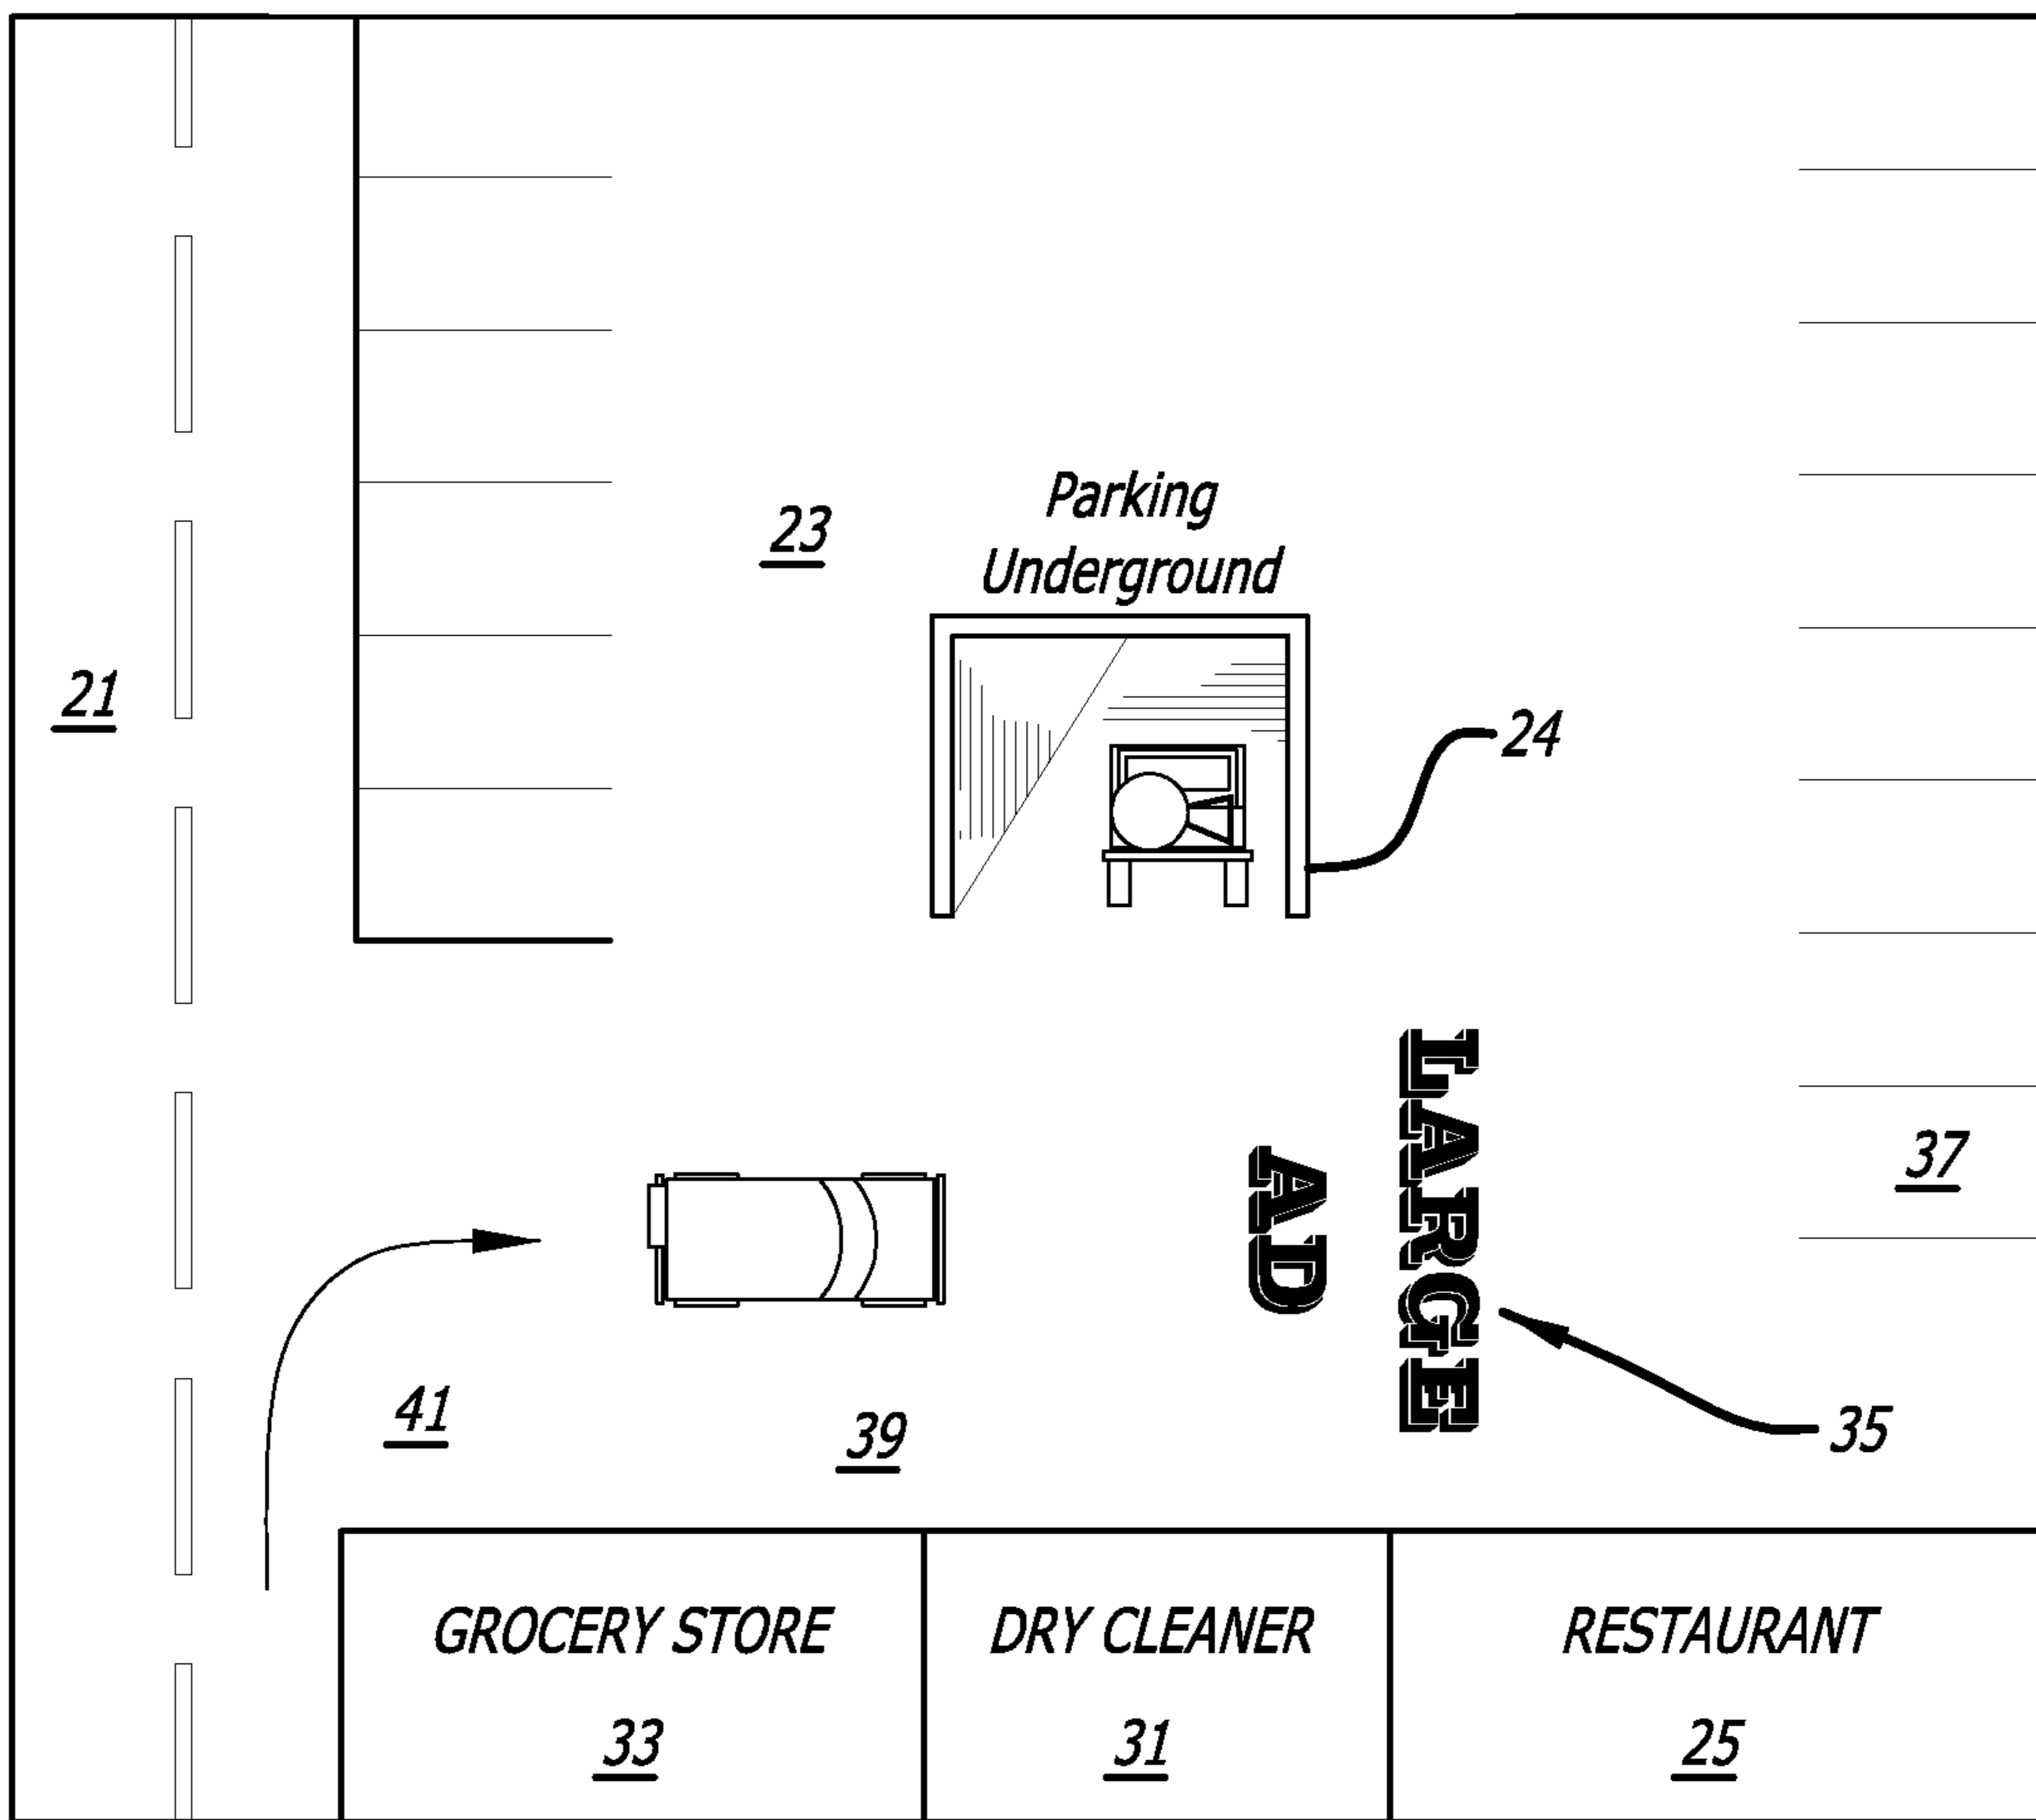 Parking
Underground
23
21
24
LARGE
AD
37
41
39
35
GROCERY STORE
33
DRY CLEANER
31
RESTAURANT
25